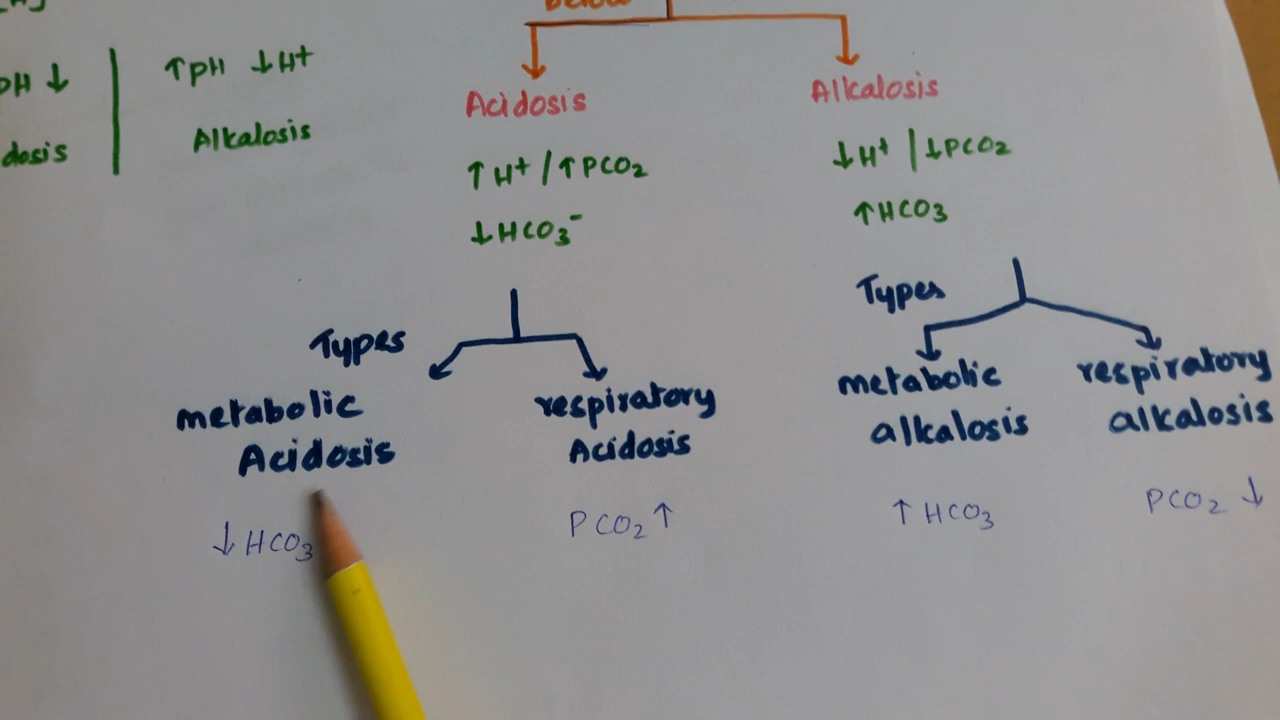 below
pH ↓
↑pH ↓H+
Alkalosis
Acidosis
↑H+ / ↑PCO2
↓HCO3-
Alkalosis
↓H+ | ↓PCO2
↑HCO3
Types
metabolic
Acidosis
↓HCO3
respiratory
Acidosis
PCO2↑
Types
metabolic
alkalosis
↑HCO3
respiratory
alkalosis
PCO2 ↓